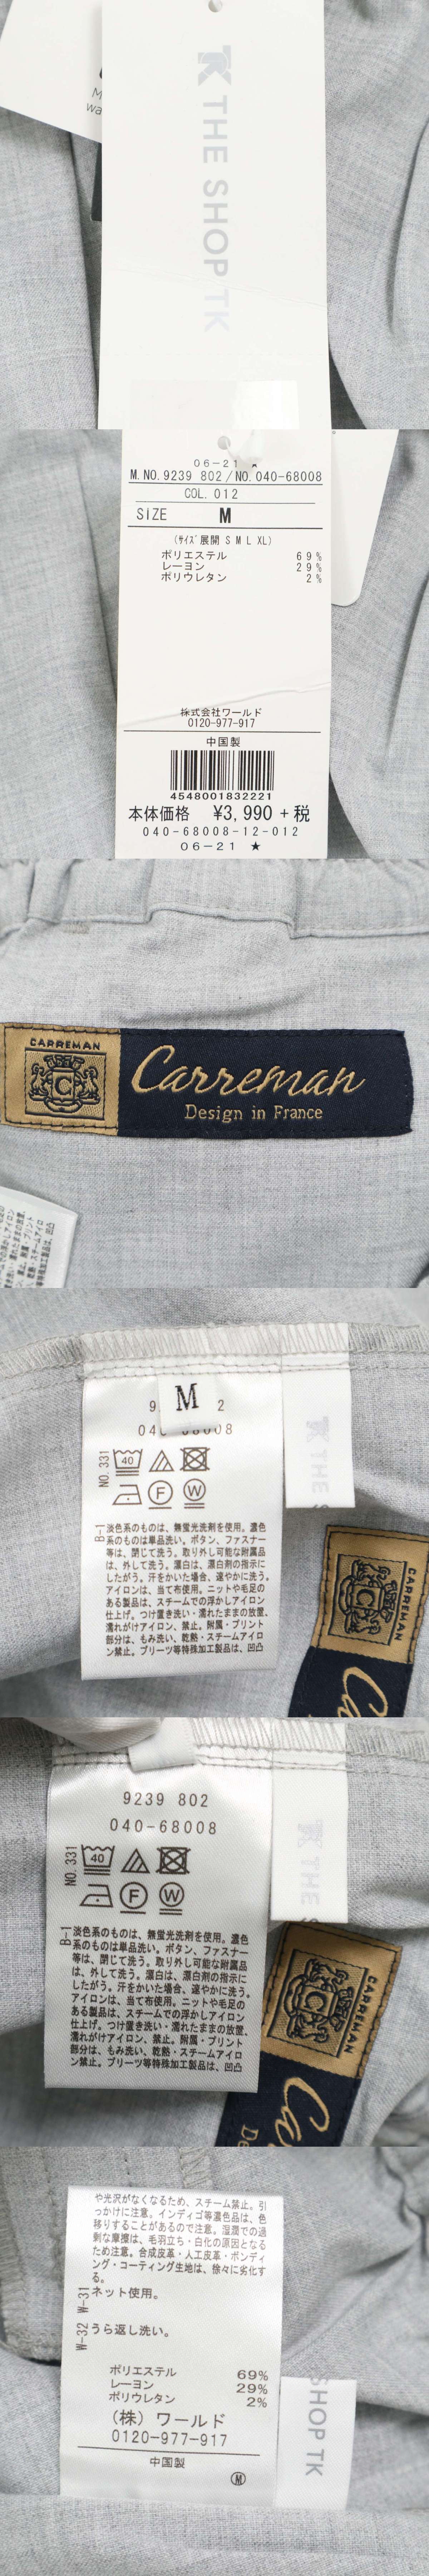 M
wa
TK THE SHOP TK
06-21 ★
M.NO.9239 802/NO.040-68008
COL.012
SIZE M
(ｻｲｽﾞ展開 S M L XL)
ポリエステル 69%
レーヨン 29%
ポリウレタン 2%
株式会社ワールド
0120-977-917
中国製
4548001832221
本体価格 ¥3,990+税
040-68008-12-012
06-21 ★
CARREMAN
C
Carreman
Design in France
M
9 2
NO.331
40
F
W
B-1
淡色系のものは、無蛍光洗剤を使用。濃色
系のものは単品洗い。ボタン、ファスナー
等は、閉じて洗う。取り外し可能な附属品
は、外して洗う。漂白は、漂白剤の指示に
したがう。汗をかいた場合、速やかに洗う。
アイロンは、当て布使用。ニットや毛足の
ある製品は、スチームでの浮かしアイロン
仕上げ。つけ置き洗い・濡れたままの放置、
濡れがけアイロン、禁止。附属・プリント
部分は、もみ洗い、乾熱・スチームアイロ
ン禁止。プリーツ等特殊加工製品は、凹凸
THE
CARREMAN
C
9239 802
040-68008
NO.331
40
F
W
B-1
淡色系のものは、無蛍光洗剤を使用。濃色
系のものは単品洗い。ボタン、ファスナー
等は、閉じて洗う。取り外し可能な附属品
は、外して洗う。漂白は、漂白剤の指示に
したがう。汗をかいた場合、速やかに洗う。
アイロンは、当て布使用。ニットや毛足の
ある製品は、スチームでの浮かしアイロン
仕上げ。つけ置き洗い・濡れたままの放置、
濡れがけアイロン、禁止。附属・プリント
部分は、もみ洗い、乾熱・スチームアイロ
ン禁止。プリーツ等特殊加工製品は、凹凸
THE
CARREMAN
C
や光沢がなくなるため、スチーム禁止。引
っかけに注意。インディゴ等濃色品は、色
移りすることがあるので注意。湿潤での過
剰な摩擦は、毛羽立ち・白化の原因となる
ため注意。合成皮革・人工皮革・ボンディ
ング・コーティング生地は、徐々に劣化す
る。
W-31 ネット使用。
W-32 うら返し洗い。
ポリエステル 69%
レーヨン 29%
ポリウレタン 2%
(株)ワールド
0120-977-917
中国製
M
SHOP TK